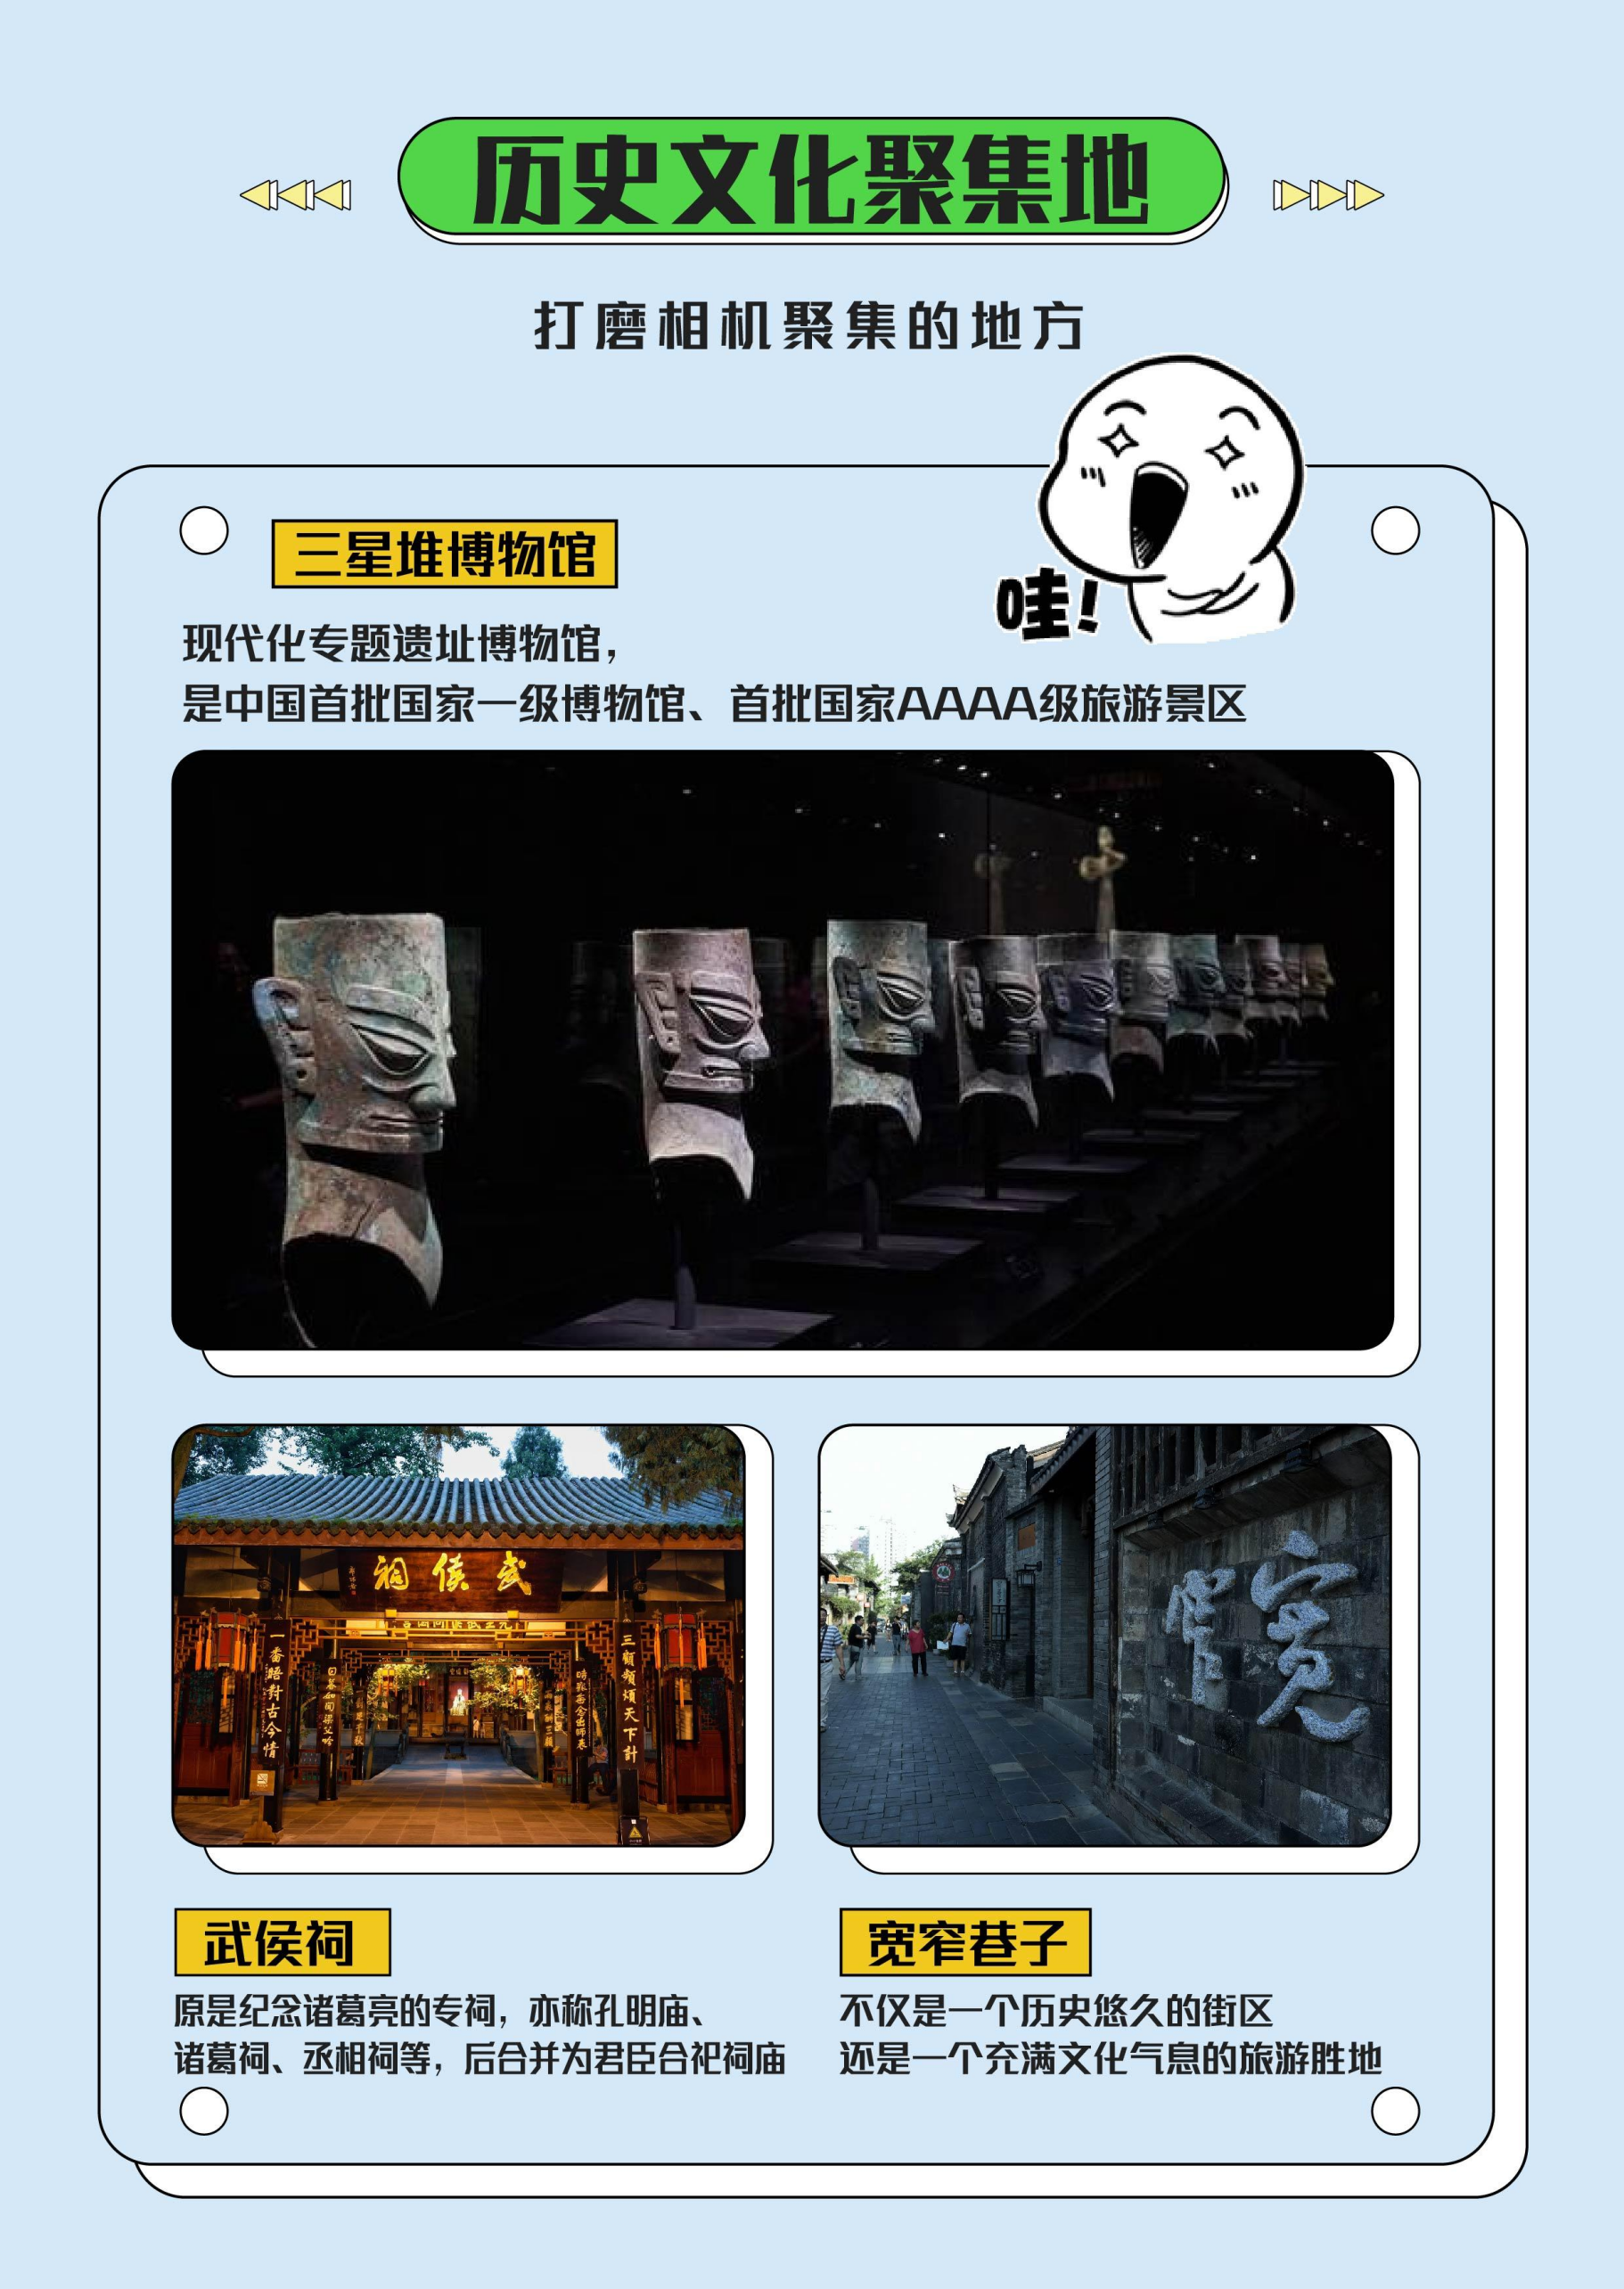 历史文化聚集地
打磨相机聚集的地方
哇!
三星堆博物馆
现代化专题遗址博物馆，
是中国首批国家一级博物馆、首批国家AAAA级旅游景区
祠侯武
一番晤對古今情
三顧頻煩天下計
宽窄
武侯祠
原是纪念诸葛亮的专祠，亦称孔明庙、
诸葛祠、丞相祠等，后合并为君臣合祀祠庙
宽窄巷子
不仅是一个历史悠久的街区
还是一个充满文化气息的旅游胜地